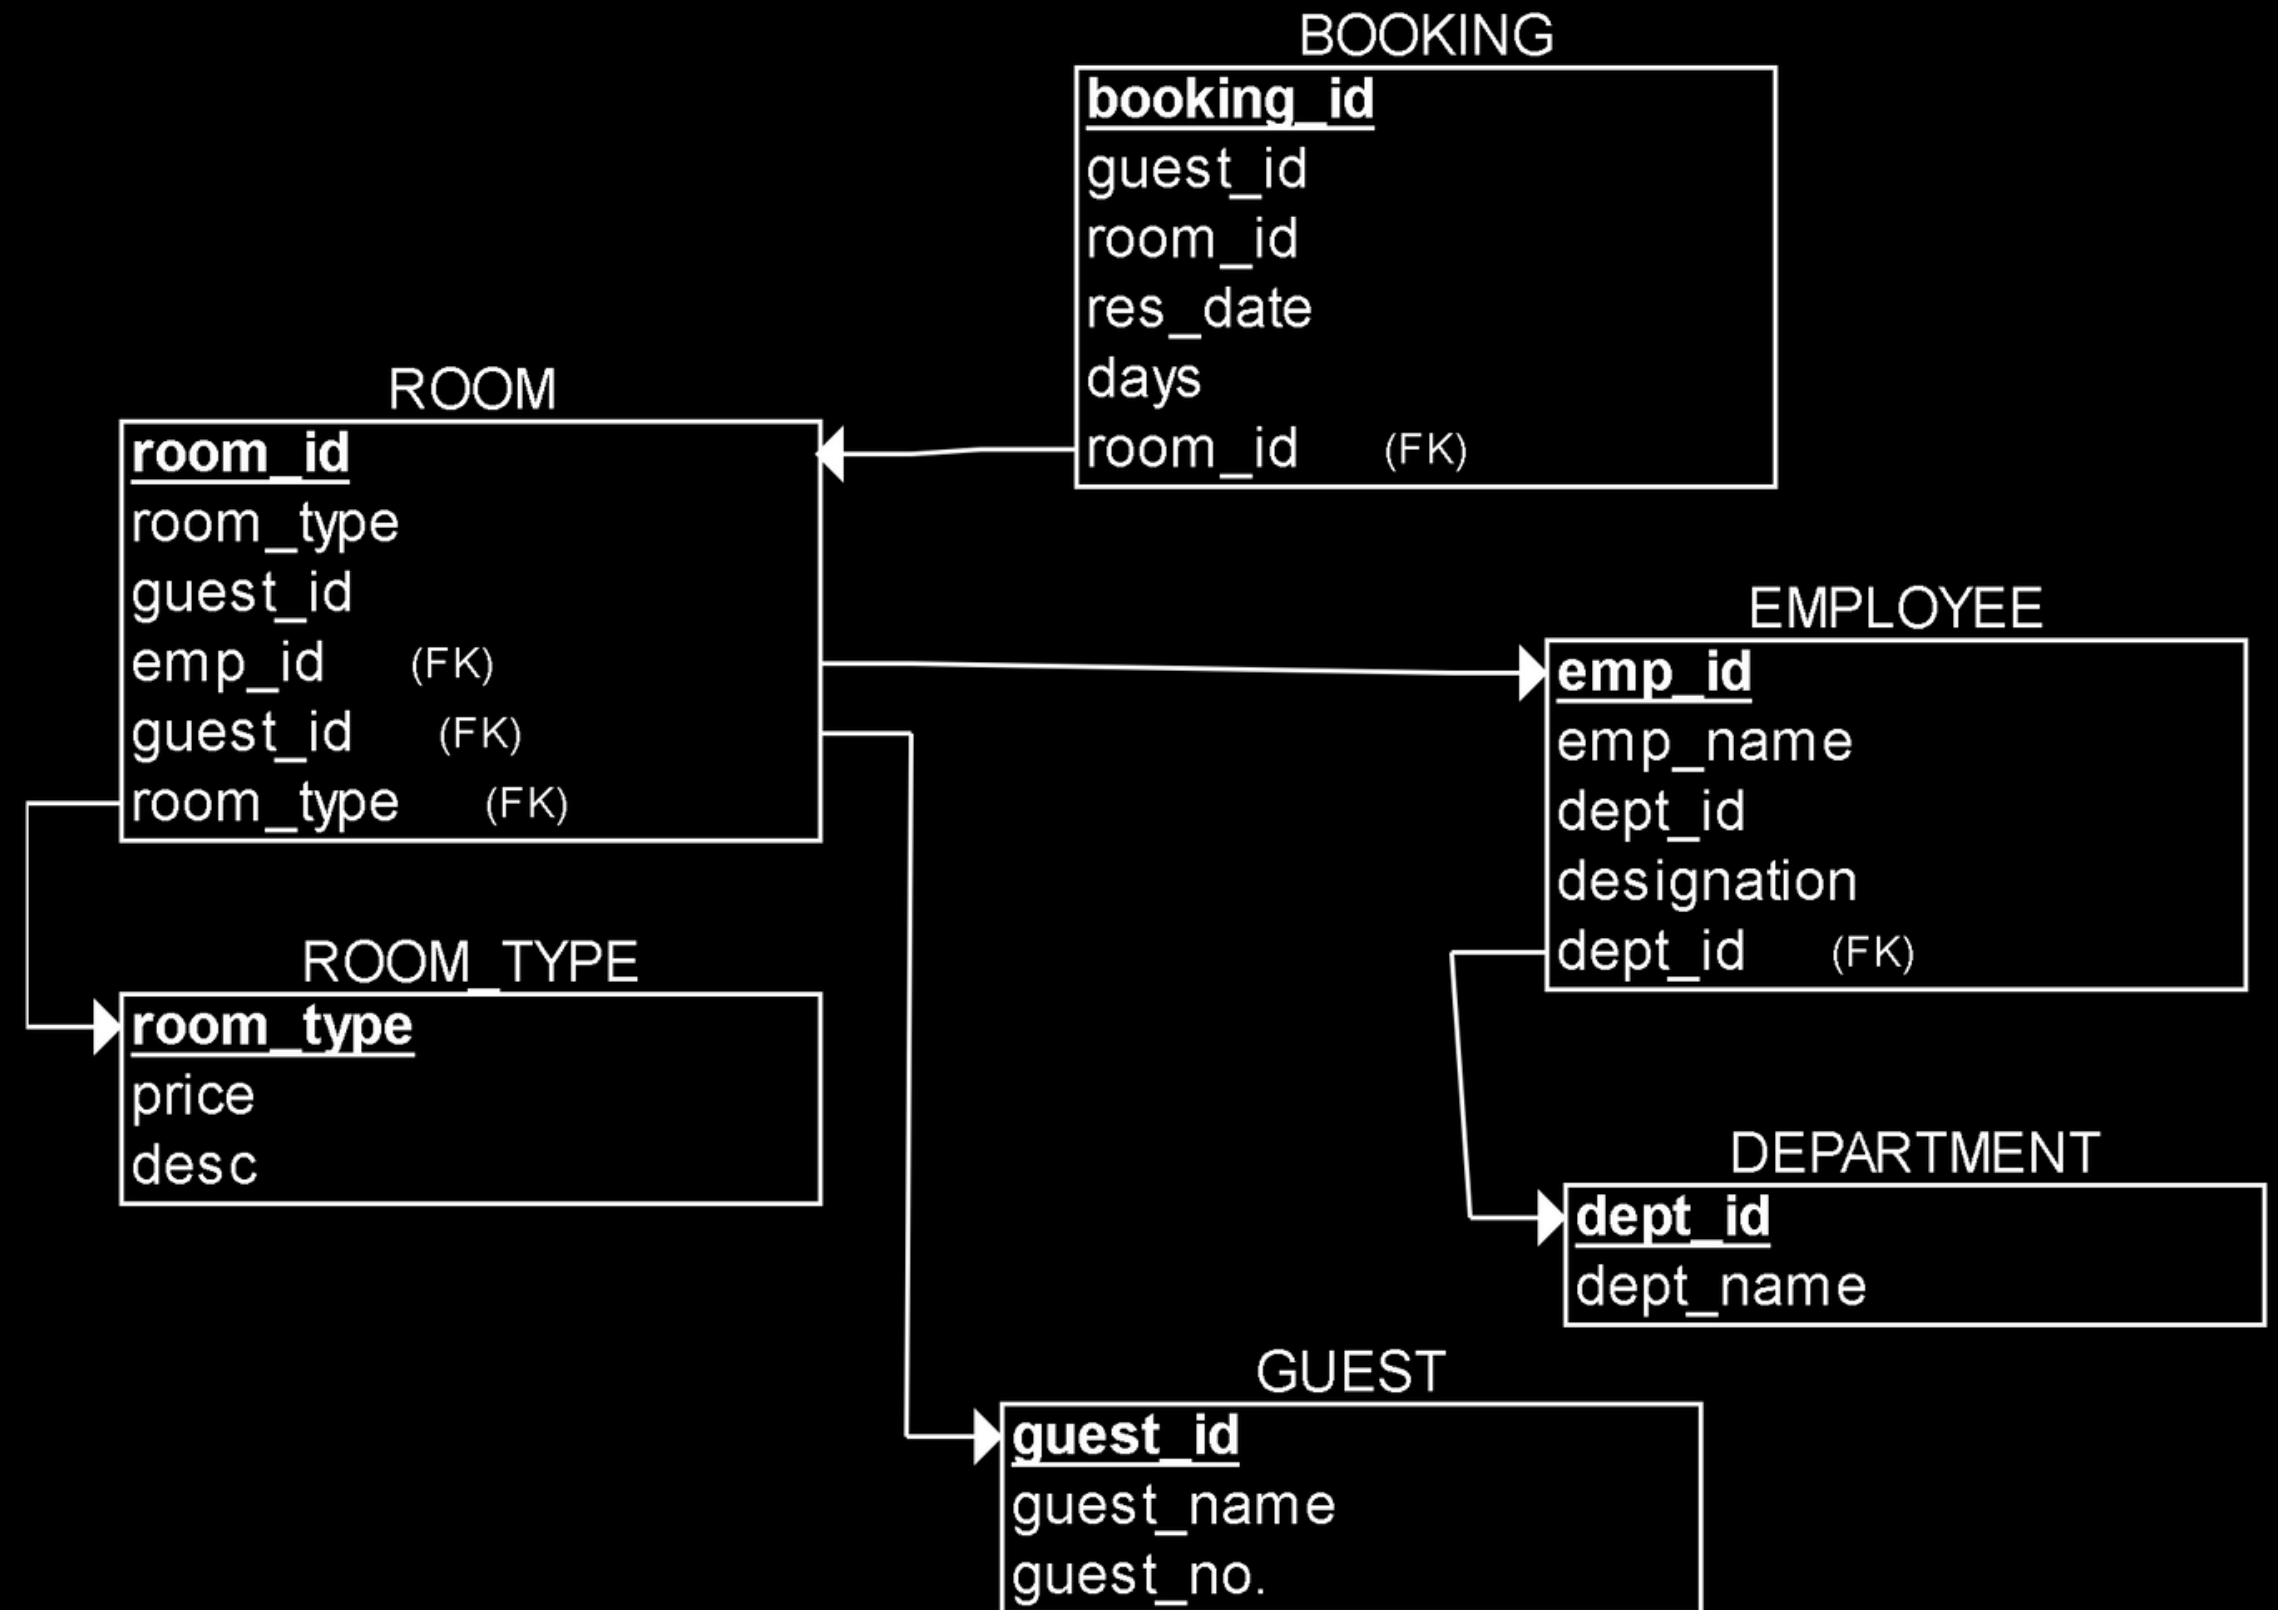 BOOKING
booking_id
guest_id
room_id
res_date
days
room_id (FK)
ROOM
room_id
room_type
guest_id
emp_id (FK)
guest_id (FK)
room_type (FK)
EMPLOYEE
emp_id
emp_name
dept_id
designation
dept_id (FK)
ROOM_TYPE
room_type
price
desc
DEPARTMENT
dept_id
dept_name
GUEST
guest_id
guest_name
guest_no.